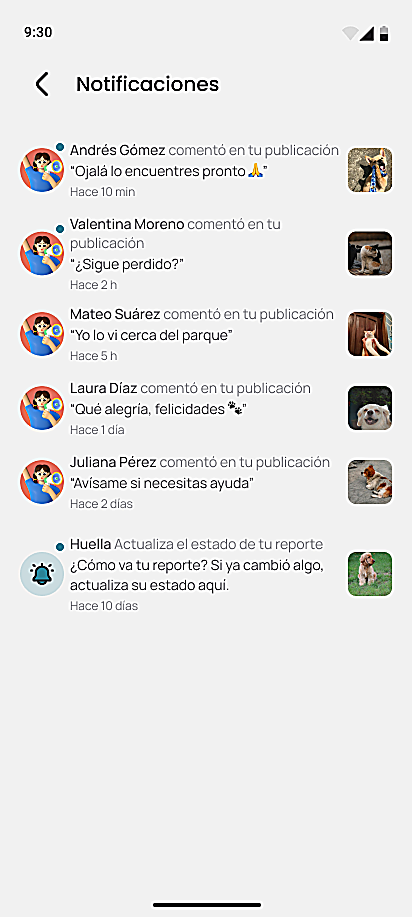 9:30
Notificaciones
Andrés Gómez comentó en tu publicación
“Ojalá lo encuentres pronto🙏”
Hace 10 min
Valentina Moreno comentó en tu
publicación
“¿Sigue perdido?”
Hace 2 h
Mateo Suárez comentó en tu publicación
“Yo lo vi cerca del parque”
Hace 5 h
Laura Díaz comentó en tu publicación
“Qué alegría, felicidades 🐾”
Hace 1 día
Juliana Pérez comentó en tu publicación
“Avísame si necesitas ayuda”
Hace 2 días
Huella Actualiza el estado de tu reporte
¿Cómo va tu reporte? Si ya cambió algo,
actualiza su estado aquí.
Hace 10 días